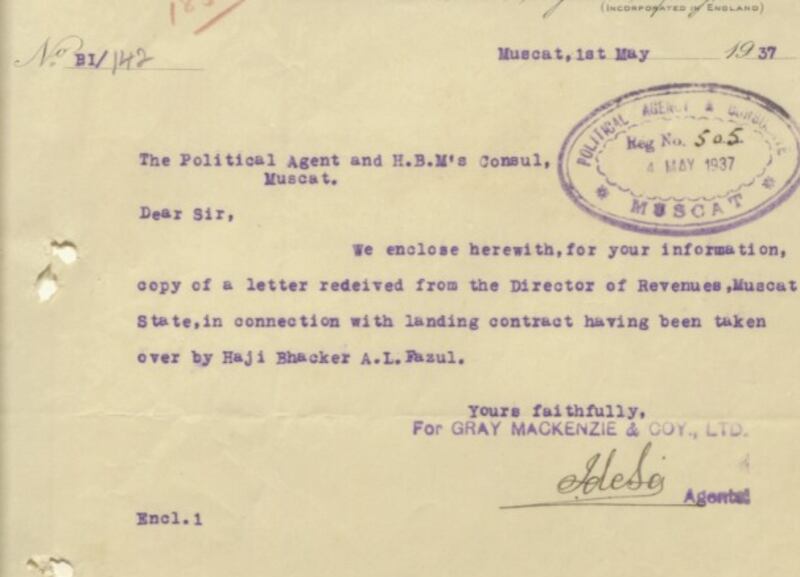 (INCORPORATED IN ENGLAND)
No. BI/142
Muscat,1st May 1937
POLITICAL AGENCY & CONSULATE
Reg No. 505.
4 MAY 1937
* MUSCAT *
The Political Agent and H.B.M's Consul,
Muscat.
Dear Sir,
We enclose herewith,for your information,
copy of a letter redeived from the Director of Revenues,Muscat
State,in connection with landing contract having been taken
over by Haji Bhacker A.L.Fazul.
Yours faithfully,
For GRAY MACKENZIE & COY., LTD.
Agents
Encl.1